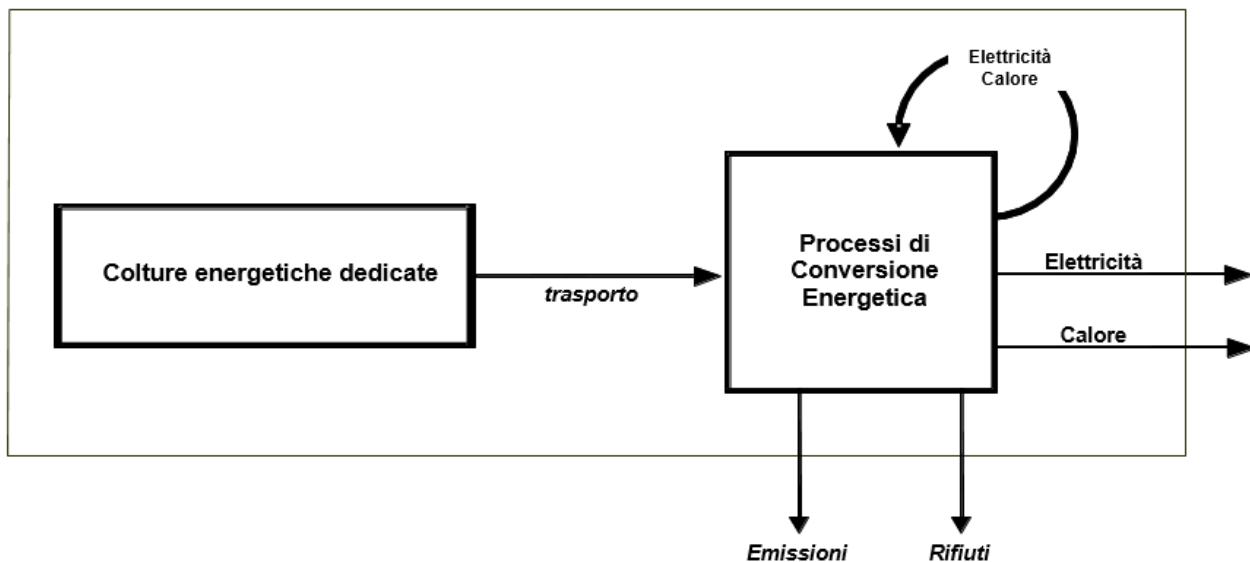 Elettricità
Calore
Colture energetiche dedicate
trasporto
Processi di
Conversione
Energetica
Elettricità
Calore
Emissioni
Rifiuti